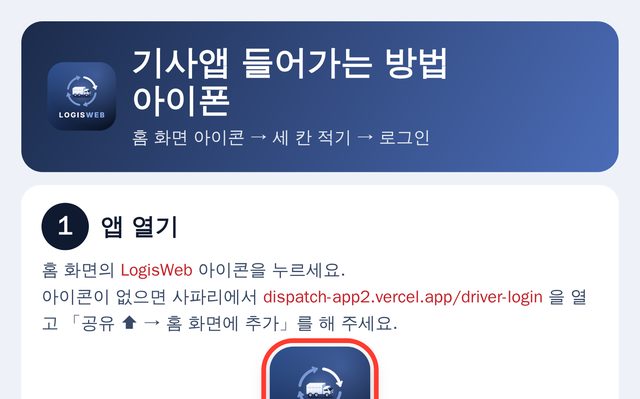 기사앱 들어가는 방법
아이폰
LOGISWEB
홈 화면 아이콘 → 세 칸 적기 → 로그인
1 앱 열기
홈 화면의 LogisWeb 아이콘을 누르세요.
아이콘이 없으면 사파리에서 dispatch-app2.vercel.app/driver-login 을 열
고 「공유 ⬆ → 홈 화면에 추가」를 해 주세요.